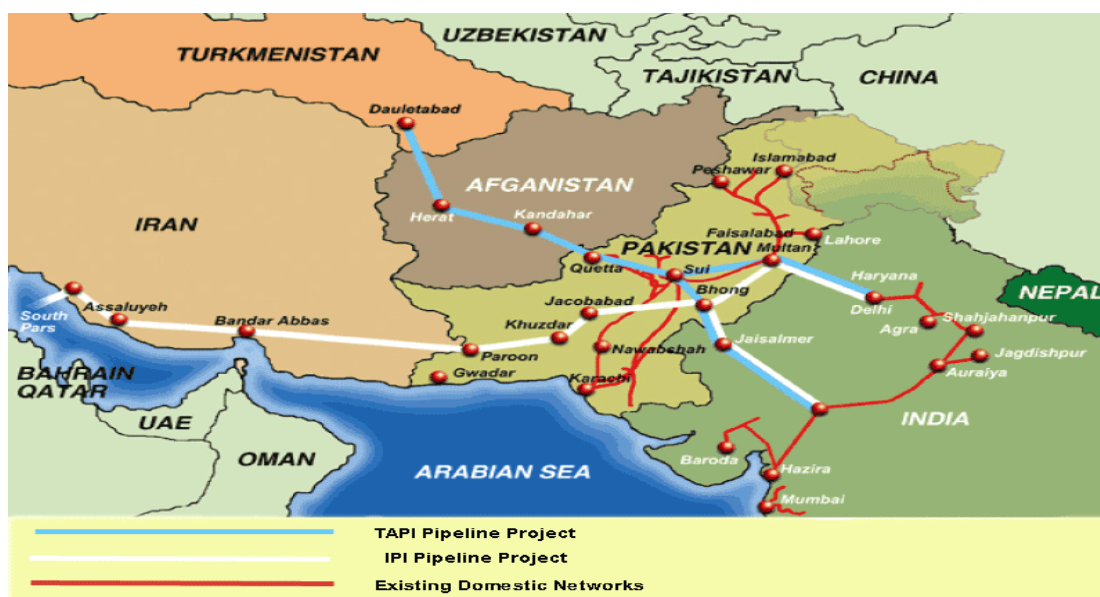 UZBEKISTAN
TURKMENISTAN
TAJIKISTAN
CHINA
Dauletabad
Islamabad
Peshawar
AFGANISTAN
Herat
Kandahar
IRAN
Faisalabad
Lahore
PAKISTAN
Multan
Quetta
Sui
Haryana
Delhi
NEPAL
Bhong
Jacobabad
Assaluyeh
South
Pars
Bandar Abbas
Khuzdar
Shahjahanpur
Agra
Jaisalmer
Nawabshah
Jagdishpur
Paroon
Gwadar
Karachi
Auraiya
BAHRAIN
QATAR
UAE
OMAN
INDIA
ARABIAN SEA
Baroda
Hazira
Mumbai
TAPI Pipeline Project
IPI Pipeline Project
Existing Domestic Networks